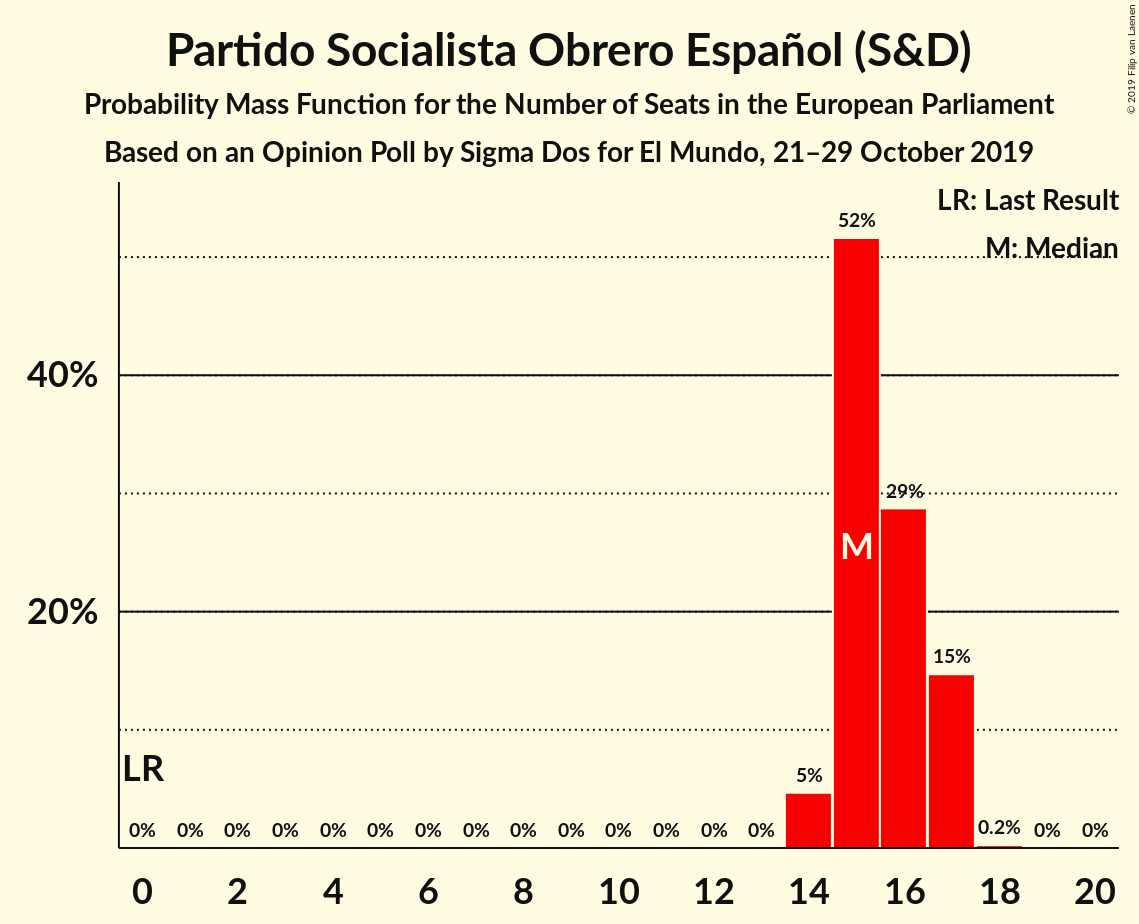 Partido Socialista Obrero Español (S&D)
Probability Mass Function for the Number of Seats in the European Parliament
Based on an Opinion Poll by Sigma Dos for El Mundo, 21–29 October 2019
© 2019 Filip van Laenen
LR: Last Result
M: Median
52%
40%
29%
M
20%
15%
LR
5%
0% 0% 0% 0% 0% 0% 0% 0% 0% 0% 0% 0% 0% 0% 0.2% 0% 0%
0 2 4 6 8 10 12 14 16 18 20